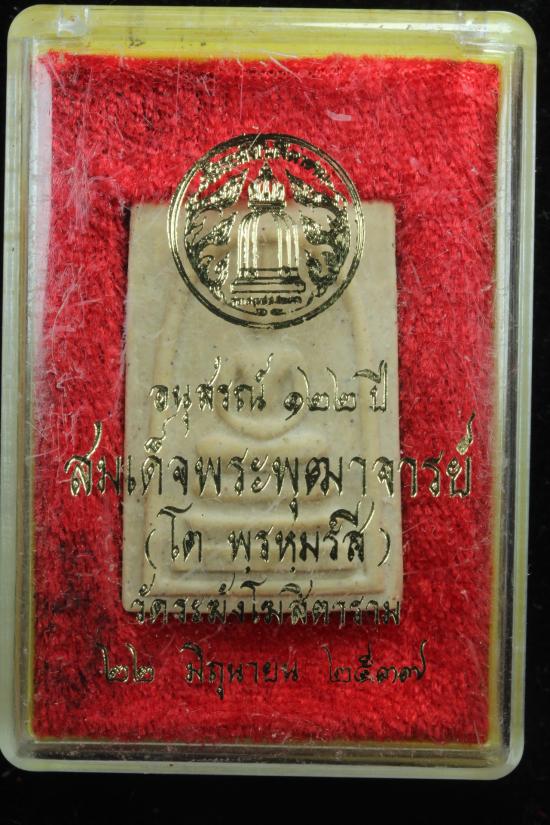 อนุสรณ์ ๑๒๒ ปี
สมเด็จพระพุฒาจารย์
(โต พฺรหฺมรํสี)
วัดระฆังโฆสิตาราม
๒๒ มิถุนายน ๒๕๓๗